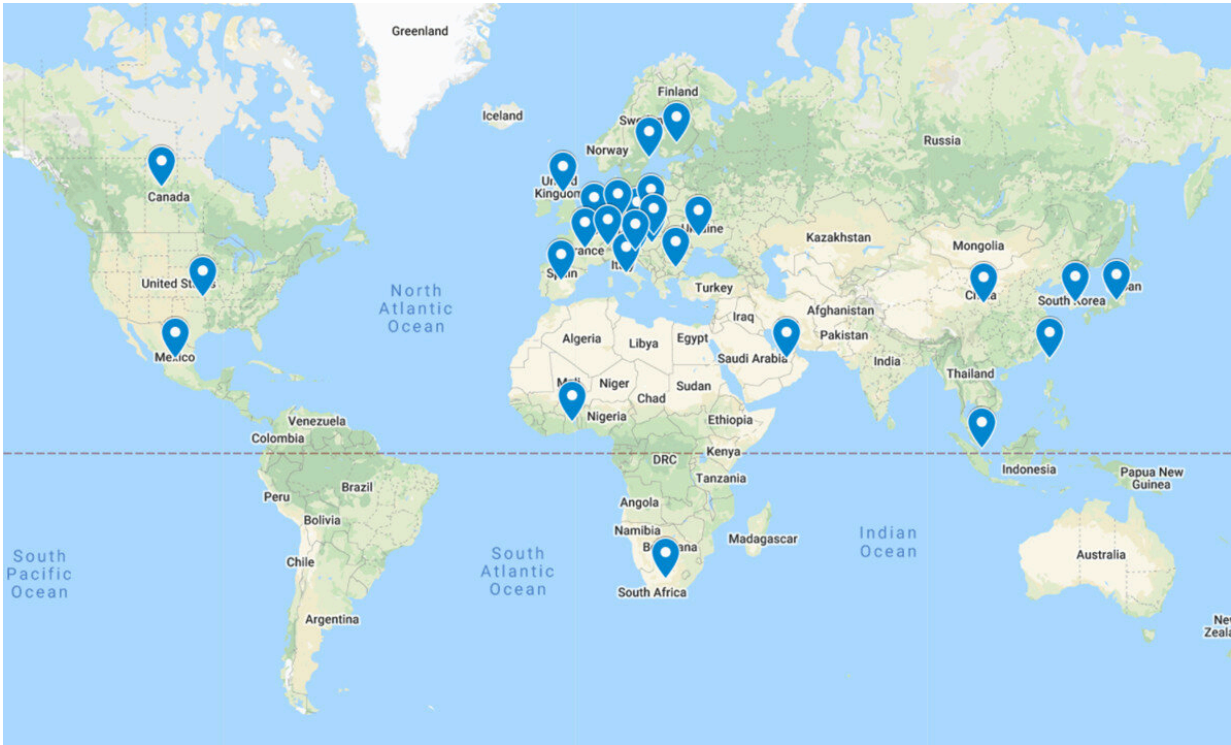 Greenland
Iceland
Finland
Norway
Russia
Canada
United
Kingdom
Ukraine
France
Italy
Spain
Kazakhstan
Mongolia
United States
North
Atlantic
Ocean
Turkey
China
South Korea
Japan
Iraq
Afghanistan
Pakistan
Algeria
Libya
Egypt
Saudi Arabia
India
Mexico
Thailand
Mali
Niger
Chad
Sudan
Nigeria
Ethiopia
Venezuela
Colombia
DRC
Kenya
Tanzania
Indonesia
Papua New
Guinea
Peru
Brazil
Bolivia
Angola
Namibia
Botswana
Madagascar
Indian
Ocean
South
Pacific
Ocean
South
Atlantic
Ocean
Chile
Australia
South Africa
Argentina
New
Zeala